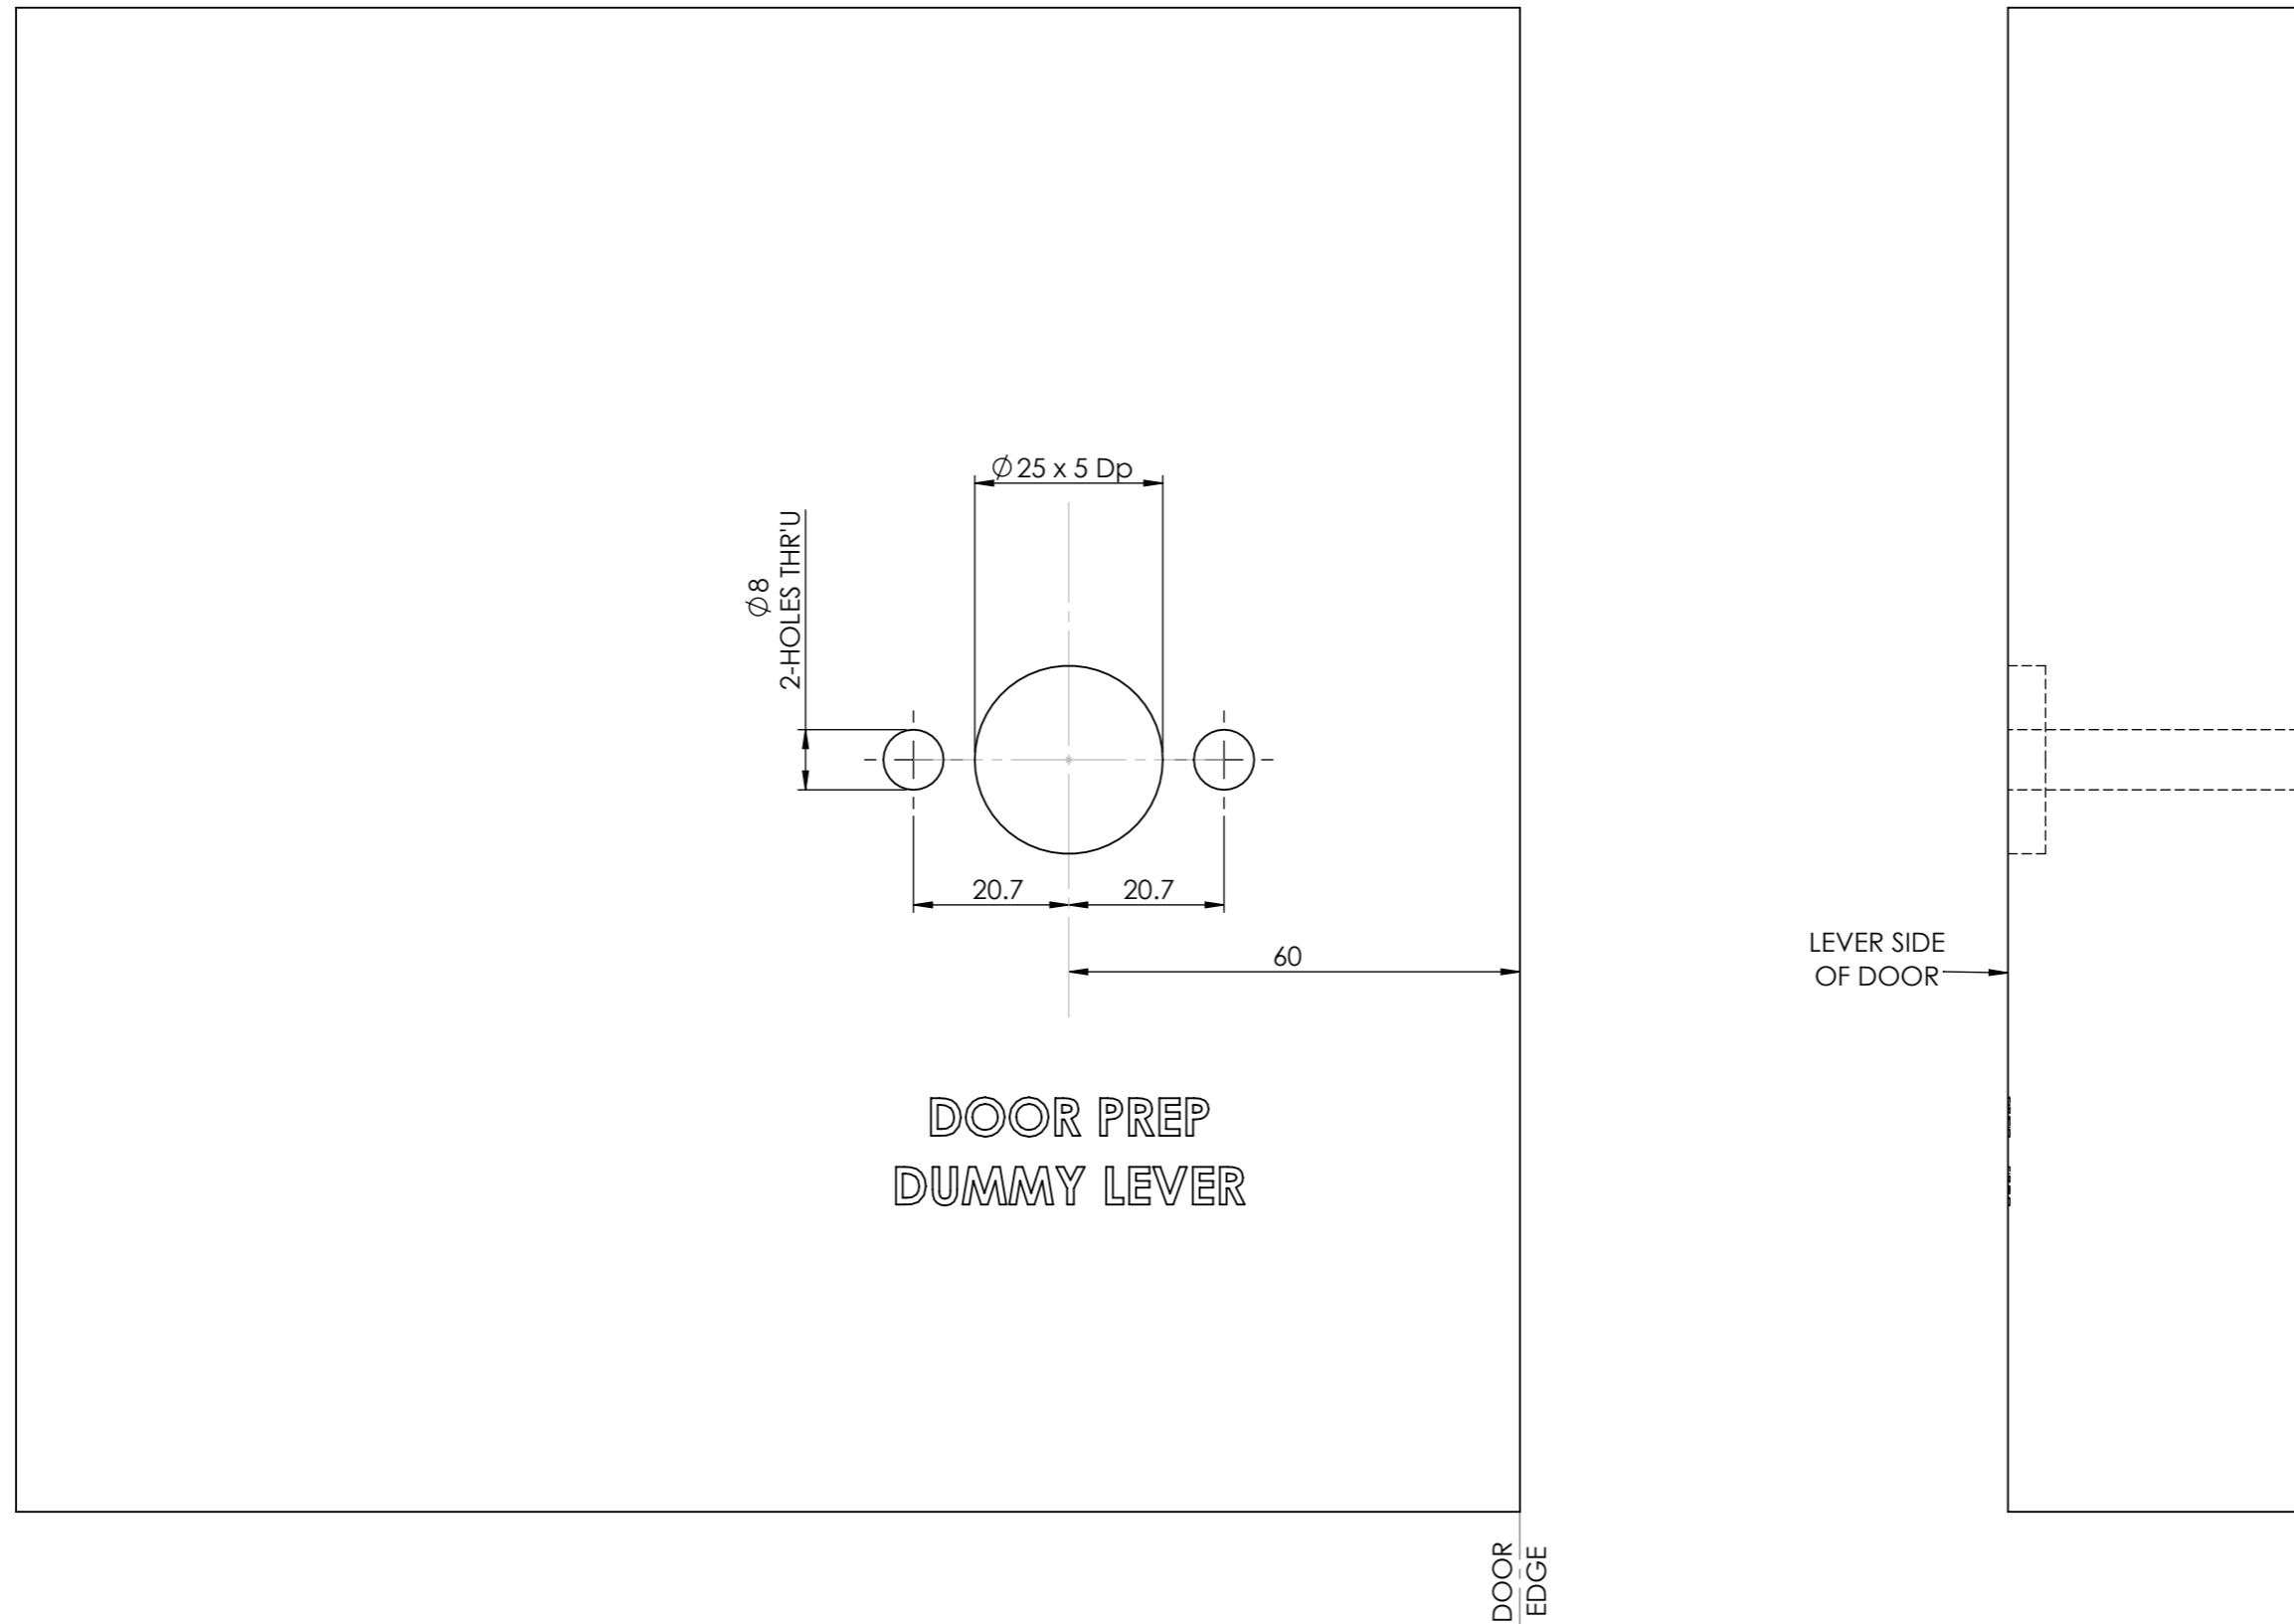 Ø25 x 5 Dp
Ø8
2-HOLES THR'U
20.7
20.7
60
LEVER SIDE
OF DOOR
DOOR PREP
DUMMY LEVER
DOOR
EDGE